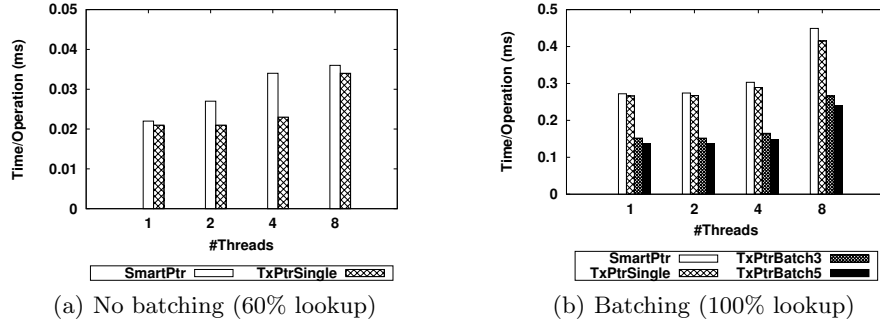 0.05
0.04
0.03
0.02
0.01
0
Time/Operation (ms)
1 2 4 8
#Threads
SmartPtr TxPtrSingle
(a) No batching (60% lookup)
0.5
0.4
0.3
0.2
0.1
0
Time/Operation (ms)
1 2 4 8
#Threads
SmartPtr TxPtrBatch3
TxPtrSingle TxPtrBatch5
(b) Batching (100% lookup)